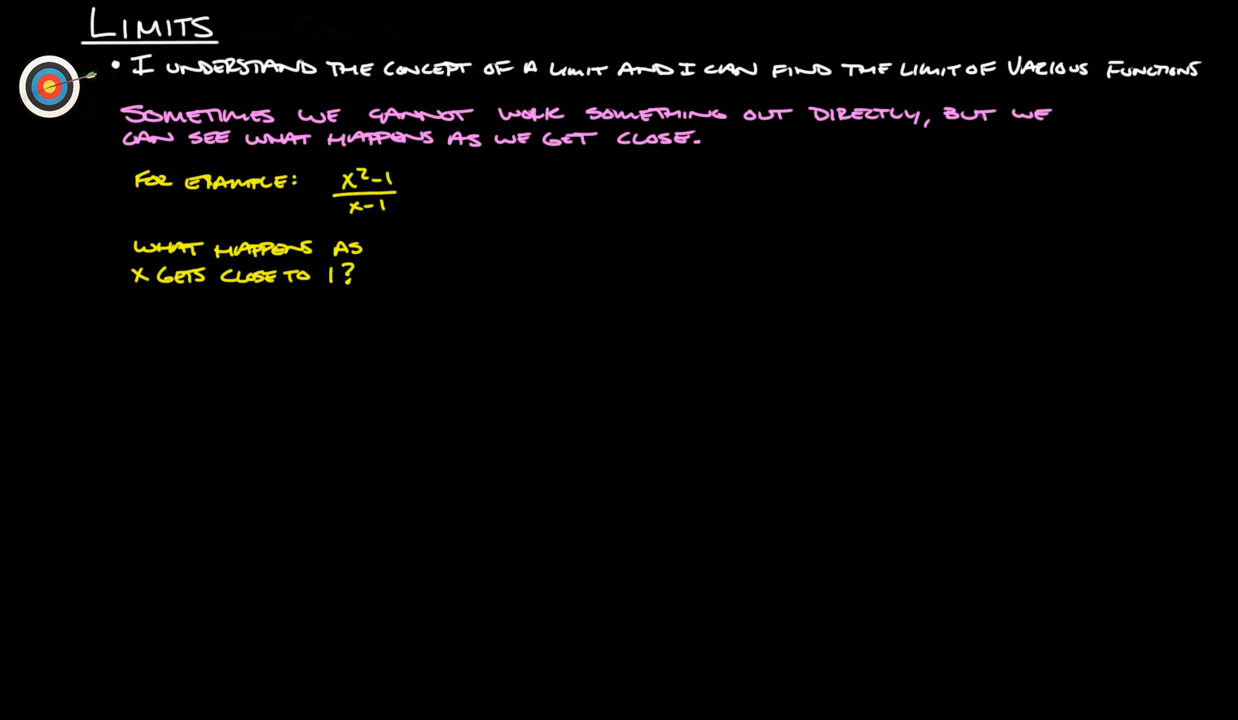 LIMITS
• I UNDERSTAND THE CONCEPT OF A LIMIT AND I CAN FIND THE LIMIT OF VARIOUS FUNCTIONS
SOMETIMES WE CANNOT WORK SOMETHING OUT DIRECTLY, BUT WE
CAN SEE WHAT HAPPENS AS WE GET CLOSE.
FOR EXAMPLE: x²-1
x-1
WHAT HAPPENS AS
X GETS CLOSE TO 1?